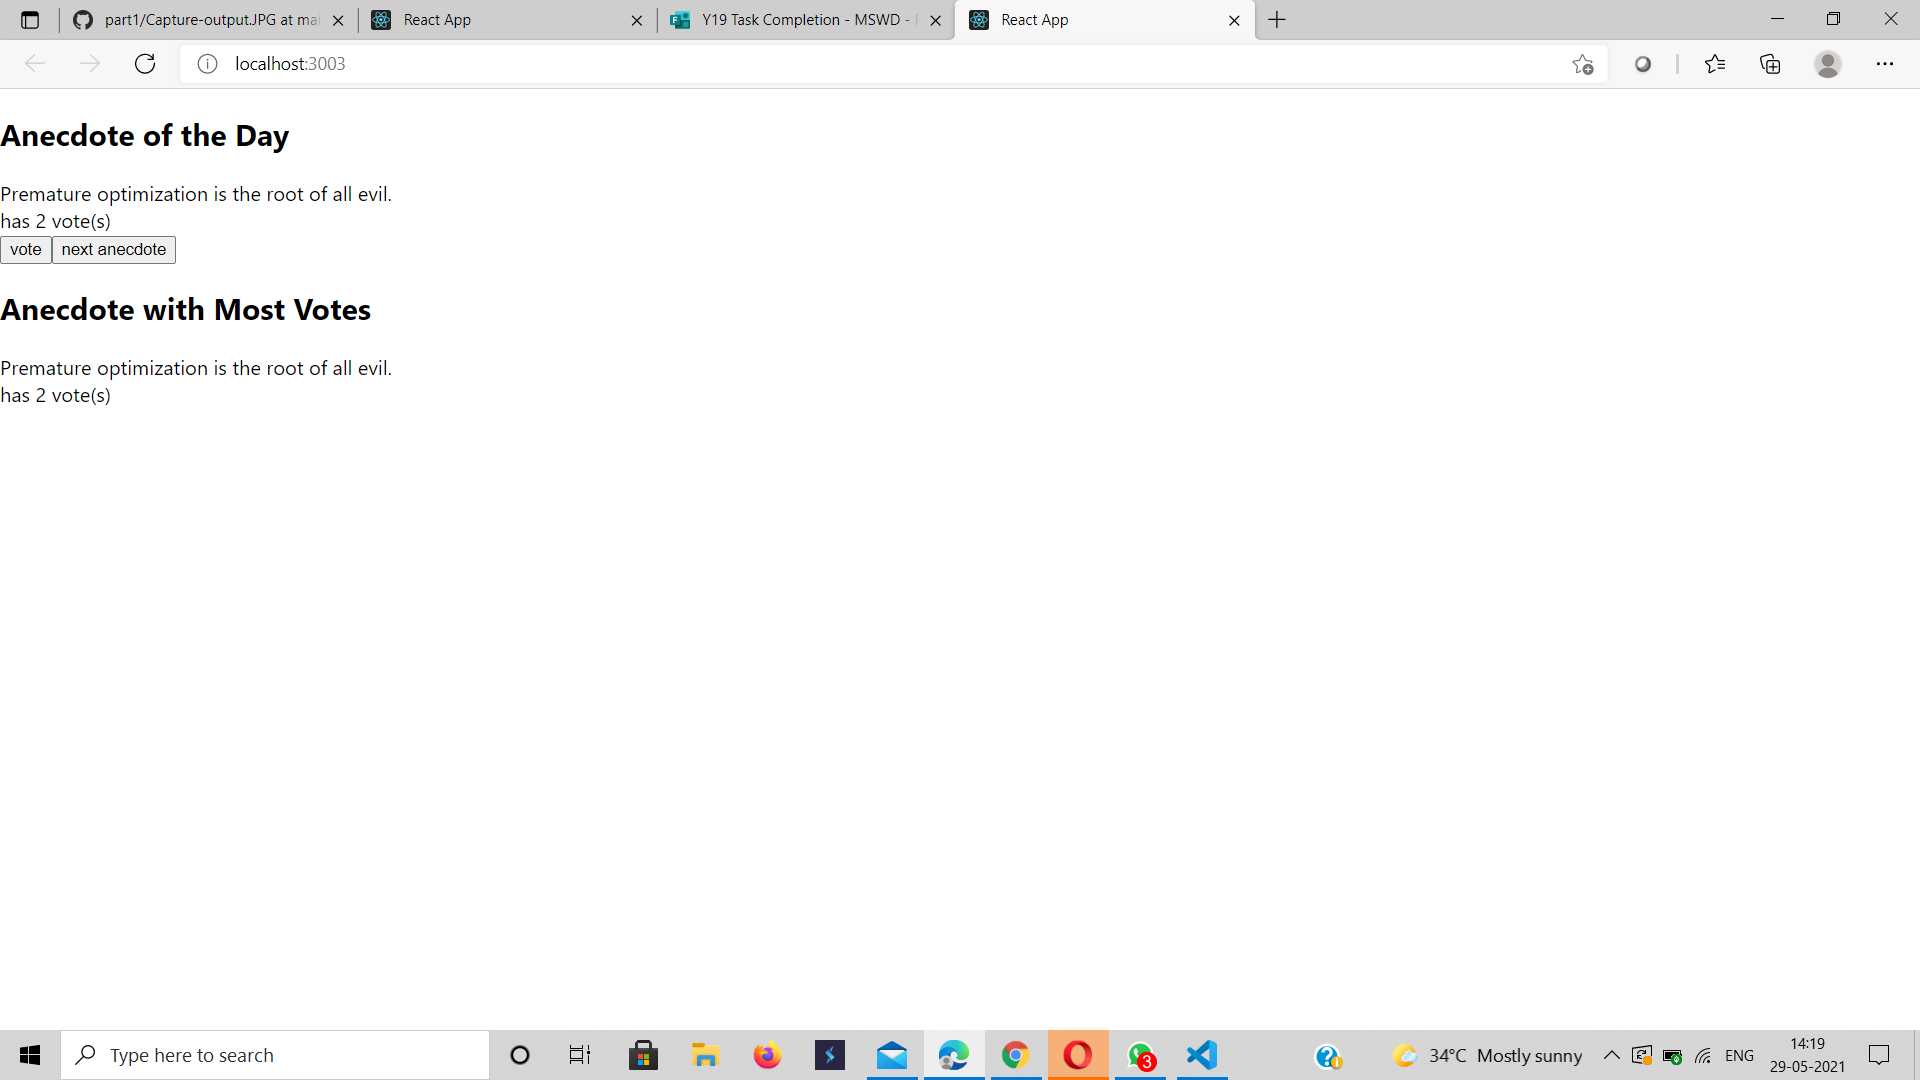 part1/Capture-output.JPG at mai
React App
Y19 Task Completion - MSWD -
React App
localhost:3003
Anecdote of the Day
Premature optimization is the root of all evil.
has 2 vote(s)
vote
next anecdote
Anecdote with Most Votes
Premature optimization is the root of all evil.
has 2 vote(s)
Type here to search
3
34°C Mostly sunny
ENG
14:19
29-05-2021